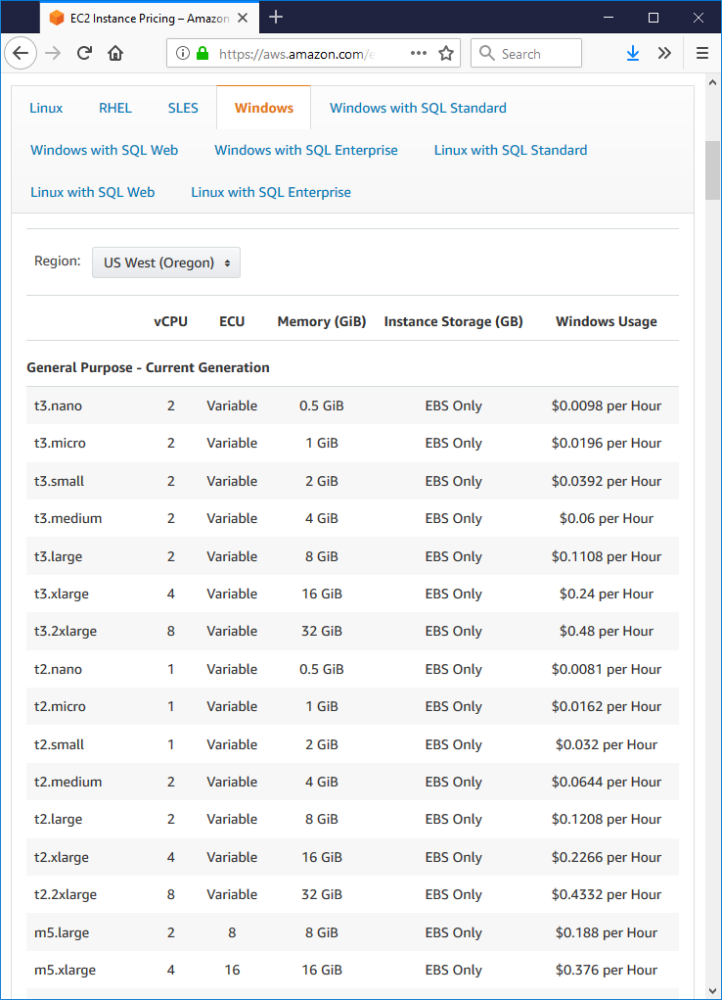 EC2 Instance Pricing – Amazon
https://aws.amazon.com/e
Search
Linux RHEL SLES Windows Windows with SQL Standard
Windows with SQL Web Windows with SQL Enterprise Linux with SQL Standard
Linux with SQL Web Linux with SQL Enterprise
Region: US West (Oregon)
vCPU ECU Memory (GiB) Instance Storage (GB) Windows Usage
General Purpose - Current Generation
t3.nano 2 Variable 0.5 GiB EBS Only $0.0098 per Hour
t3.micro 2 Variable 1 GiB EBS Only $0.0196 per Hour
t3.small 2 Variable 2 GiB EBS Only $0.0392 per Hour
t3.medium 2 Variable 4 GiB EBS Only $0.06 per Hour
t3.large 2 Variable 8 GiB EBS Only $0.1108 per Hour
t3.xlarge 4 Variable 16 GiB EBS Only $0.24 per Hour
t3.2xlarge 8 Variable 32 GiB EBS Only $0.48 per Hour
t2.nano 1 Variable 0.5 GiB EBS Only $0.0081 per Hour
t2.micro 1 Variable 1 GiB EBS Only $0.0162 per Hour
t2.small 1 Variable 2 GiB EBS Only $0.032 per Hour
t2.medium 2 Variable 4 GiB EBS Only $0.0644 per Hour
t2.large 2 Variable 8 GiB EBS Only $0.1208 per Hour
t2.xlarge 4 Variable 16 GiB EBS Only $0.2266 per Hour
t2.2xlarge 8 Variable 32 GiB EBS Only $0.4332 per Hour
m5.large 2 8 8 GiB EBS Only $0.188 per Hour
m5.xlarge 4 16 16 GiB EBS Only $0.376 per Hour